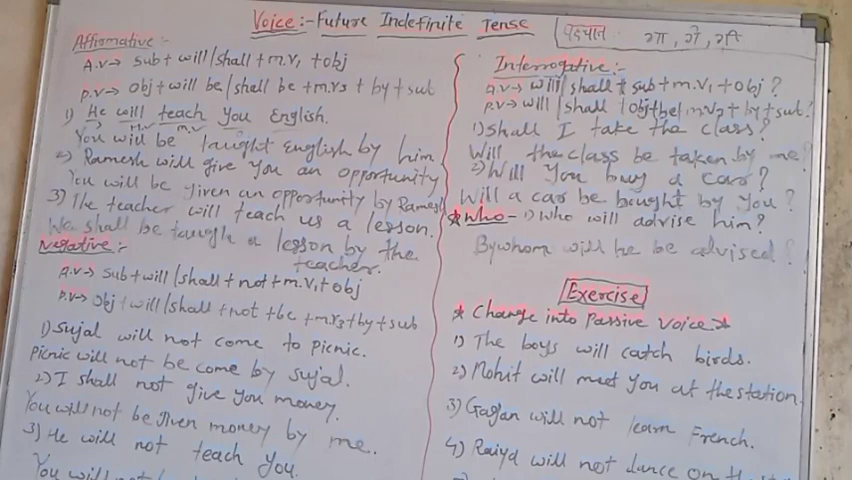 Voice:- Future Indefinite Tense
पहचान गा, गे, गी
Affirmative:-
A.V→ sub + will/shall + m.v1 + obj
P.V→ obj + will be/shall be + m.v3 + by + sub
1) He will teach you English.
H.V m.v
You will be taught English by him
2) Ramesh will give you an opportunity
You will be given an opportunity by Ramesh
3) The teacher will teach us a lesson.
We shall be taugh a lesson by the
teacher.
Negative:-
A.V→ sub + will/shall + not + m.v1 + obj
P.V→ obj + will/shall + not + be + m.v3 + by + sub
1) Sujal will not come to picnic.
Picnic will not be come by sujal.
2) I shall not give you money.
You will not be given money by me.
3) He will not teach you.
You will not
Interrogative:-
A.V→ will/shall + sub + m.v1 + obj?
P.V→ will/shall + obj + be + m.v3 + by + sub?
1) Shall I take the class?
Will the class be taken by me?
2) Will you buy a car?
Will a car be bought by you?
* Who - 1) Who will advise him?
By whom will he be advised?
Exercise
* Change into Passive Voice →
1) The boys will catch birds.
2) Mohit will meet you at the station.
3) Gagan will not learn French.
4) Raiya will not dance on